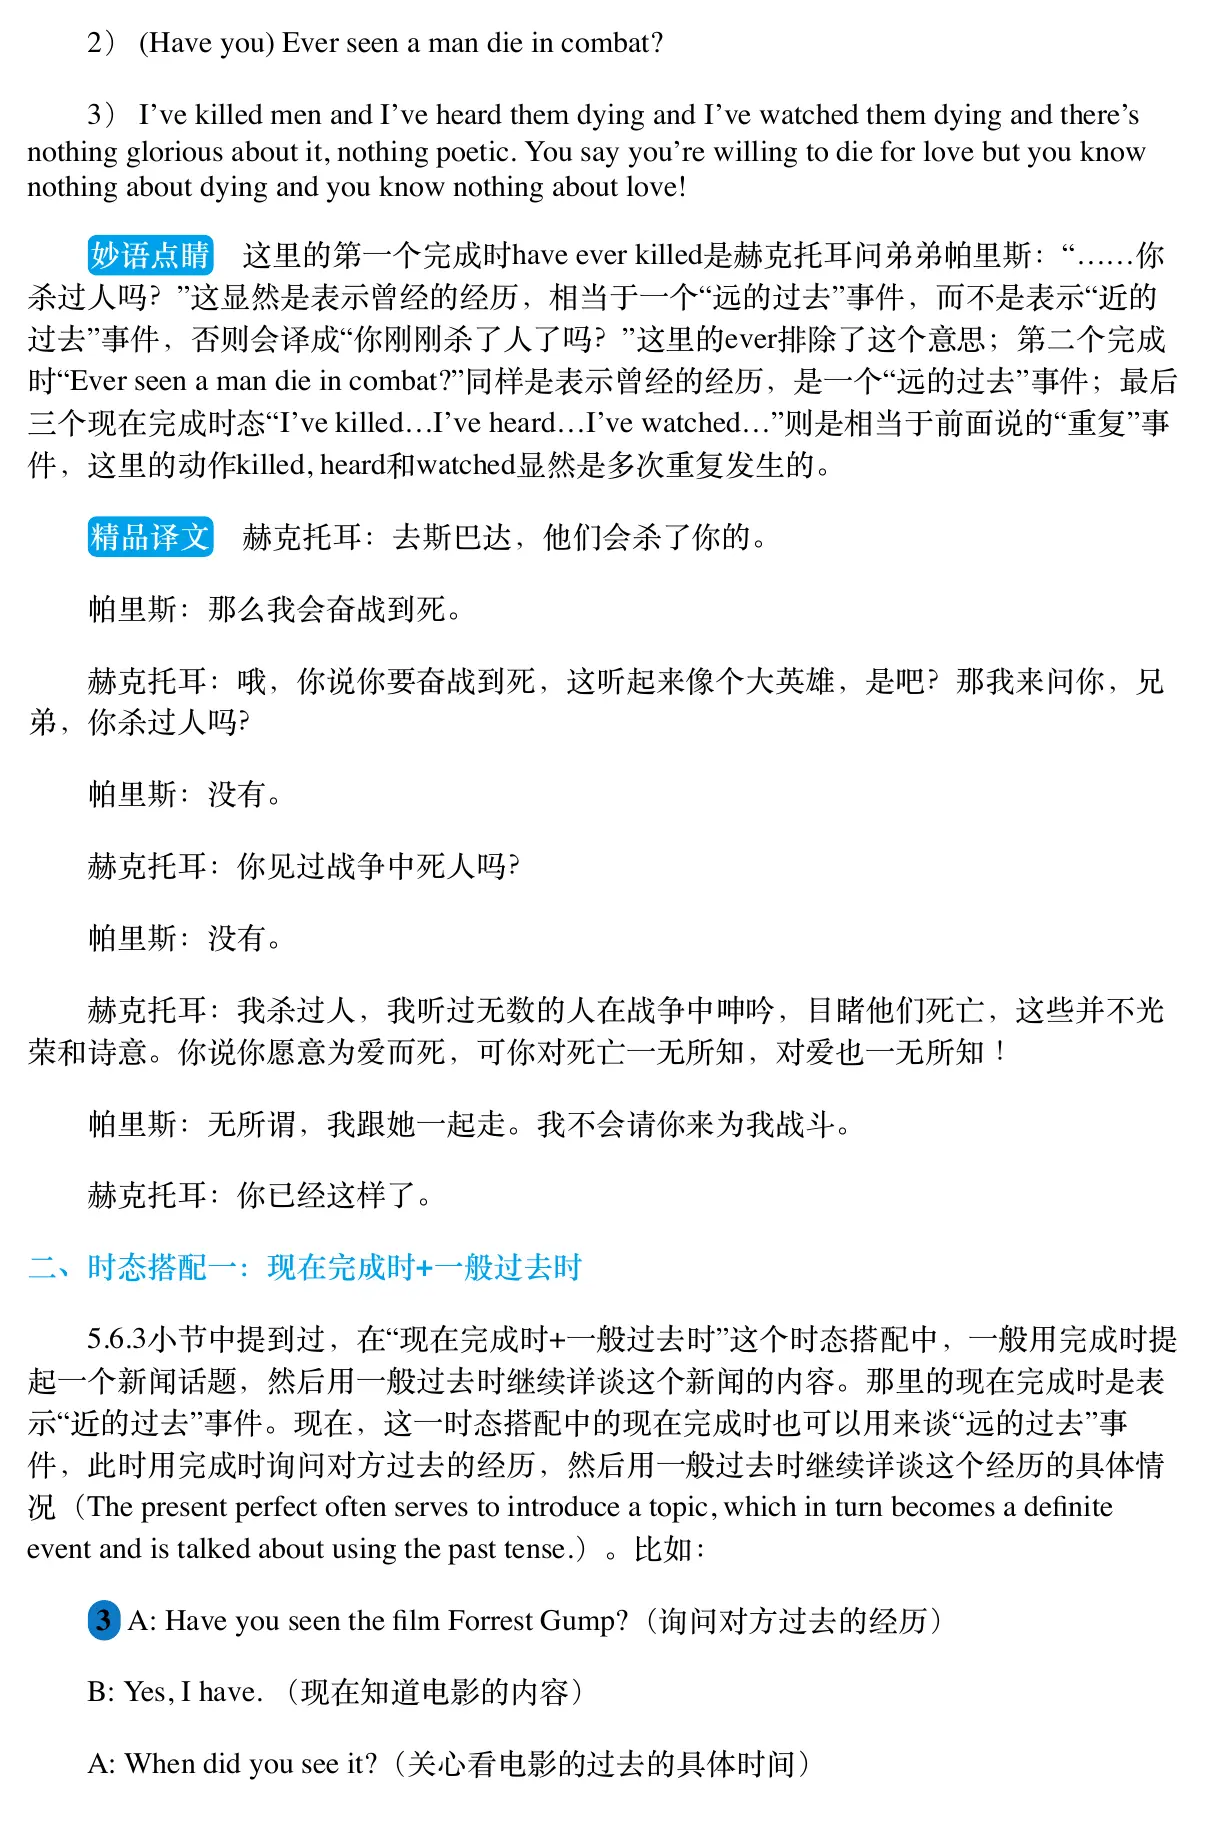 2） (Have you) Ever seen a man die in combat?
3） I’ve killed men and I’ve heard them dying and I’ve watched them dying and there’s
nothing glorious about it, nothing poetic. You say you’re willing to die for love but you know
nothing about dying and you know nothing about love!
妙语点睛 这里的第一个完成时have ever killed是赫克托耳问弟弟帕里斯：“……你
杀过人吗？”这显然是表示曾经的经历，相当于一个“远的过去”事件，而不是表示“近的
过去”事件，否则会译成“你刚刚杀了人了吗？”这里的ever排除了这个意思；第二个完成
时“Ever seen a man die in combat?”同样是表示曾经的经历，是一个“远的过去”事件；最后
三个现在完成时态“I’ve killed…I’ve heard…I’ve watched…”则是相当于前面说的“重复”事
件，这里的动作killed, heard和watched显然是多次重复发生的。
精品译文 赫克托耳：去斯巴达，他们会杀了你的。
帕里斯：那么我会奋战到死。
赫克托耳：哦，你说你要奋战到死，这听起来像个大英雄，是吧？那我来问你，兄
弟，你杀过人吗？
帕里斯：没有。
赫克托耳：你见过战争中死人吗？
帕里斯：没有。
赫克托耳：我杀过人，我听过无数的人在战争中呻吟，目睹他们死亡，这些并不光
荣和诗意。你说你愿意为爱而死，可你对死亡一无所知，对爱也一无所知！
帕里斯：无所谓，我跟她一起走。我不会请你来为我战斗。
赫克托耳：你已经这样了。
二、时态搭配一：现在完成时+一般过去时
5.6.3小节中提到过，在“现在完成时+一般过去时”这个时态搭配中，一般用完成时提
起一个新闻话题，然后用一般过去时继续详谈这个新闻的内容。那里的现在完成时是表
示“近的过去”事件。现在，这一时态搭配中的现在完成时也可以用来谈“远的过去”事
件，此时用完成时询问对方过去的经历，然后用一般过去时继续详谈这个经历的具体情
况（The present perfect often serves to introduce a topic, which in turn becomes a definite
event and is talked about using the past tense.）。比如：
3 A: Have you seen the film Forrest Gump?（询问对方过去的经历）
B: Yes, I have. （现在知道电影的内容）
A: When did you see it?（关心看电影的过去的具体时间）